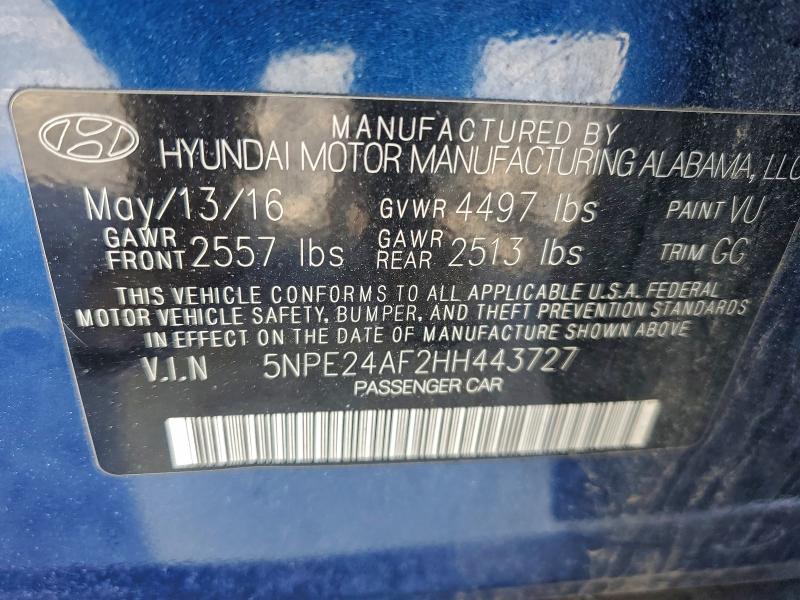 MANUFACTURED BY
HYUNDAI MOTOR MANUFACTURING ALABAMA, LLC
May/13/16 GVWR 4497 lbs PAINT VU
GAWR FRONT 2557 lbs GAWR REAR 2513 lbs TRIM GG
THIS VEHICLE CONFORMS TO ALL APPLICABLE U.S.A. FEDERAL
MOTOR VEHICLE SAFETY, BUMPER, AND THEFT PREVENTION STANDARDS
IN EFFECT ON THE DATE OF MANUFACTURE SHOWN ABOVE
V.I.N 5NPE24AF2HH443727
PASSENGER CAR